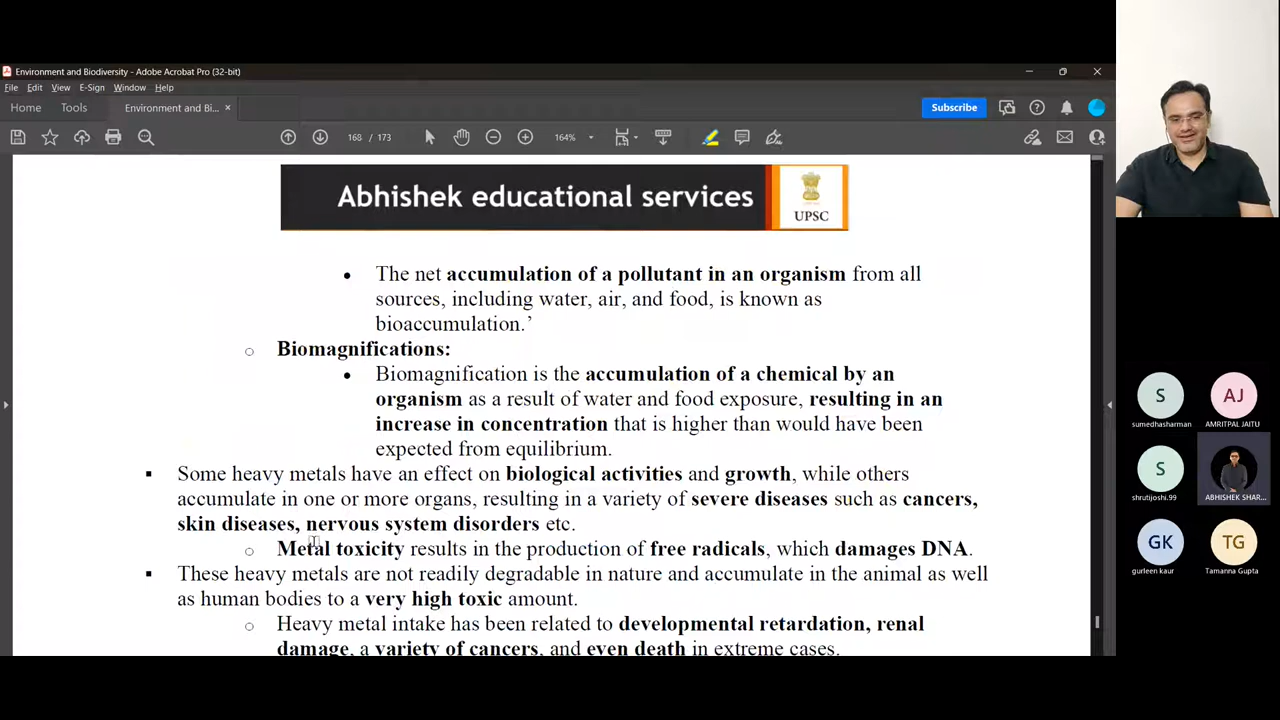 Environment and Biodiversity - Adobe Acrobat Pro (32-bit)
File Edit View E-Sign Window Help
Home Tools Environment and Bi... × Subscribe
168 / 173 164%
Abhishek educational services
UPSC
• The net accumulation of a pollutant in an organism from all
sources, including water, air, and food, is known as
bioaccumulation.’
o Biomagnifications:
• Biomagnification is the accumulation of a chemical by an
organism as a result of water and food exposure, resulting in an
increase in concentration that is higher than would have been
expected from equilibrium.
▪ Some heavy metals have an effect on biological activities and growth, while others
accumulate in one or more organs, resulting in a variety of severe diseases such as cancers,
skin diseases, nervous system disorders etc.
o Metal toxicity results in the production of free radicals, which damages DNA.
▪ These heavy metals are not readily degradable in nature and accumulate in the animal as well
as human bodies to a very high toxic amount.
o Heavy metal intake has been related to developmental retardation, renal
damage, a variety of cancers, and even death in extreme cases.
S AJ
sumedhasharman AMRITPAL JAITU
S
shrutijoshi.99 ABHISHEK SHAR...
GK TG
gurleen kaur Tamanna Gupta